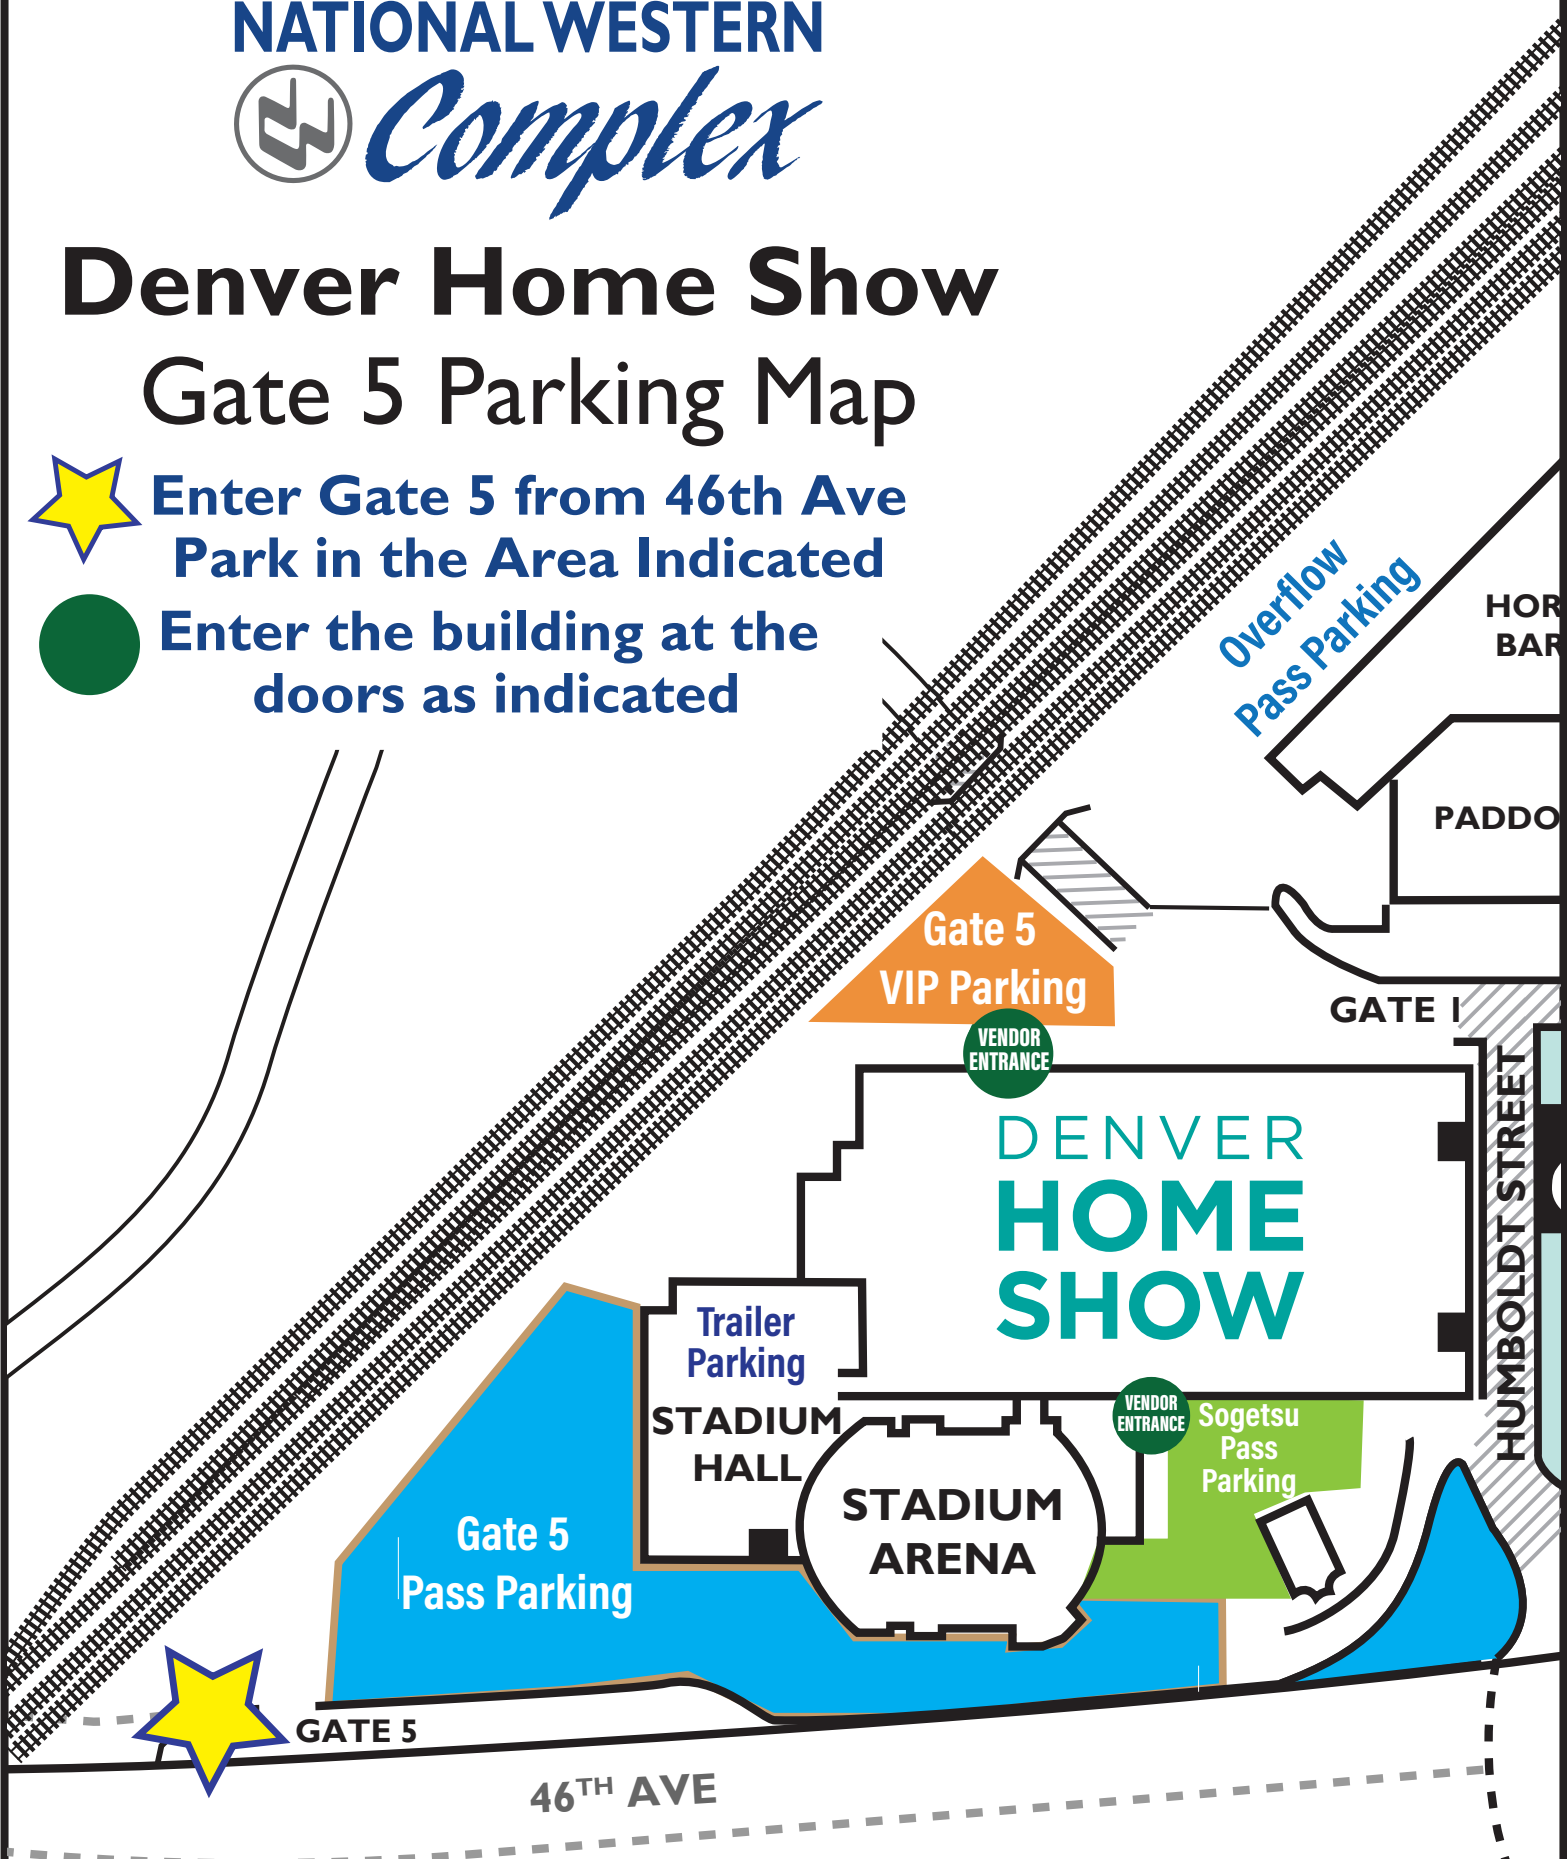 NATIONAL WESTERN
Complex
Denver Home Show
Gate 5 Parking Map
Enter Gate 5 from 46th Ave
Park in the Area Indicated
Enter the building at the
doors as indicated
Overflow
Pass Parking
HOR
BAR
PADDO
Gate 5
VIP Parking
GATE 1
VENDOR
ENTRANCE
DENVER
HOME
SHOW
HUMBOLDT STREET
Trailer
Parking
STADIUM
HALL
VENDOR
ENTRANCE
Sogetsu
Pass
Parking
STADIUM
ARENA
Gate 5
Pass Parking
GATE 5
46TH AVE